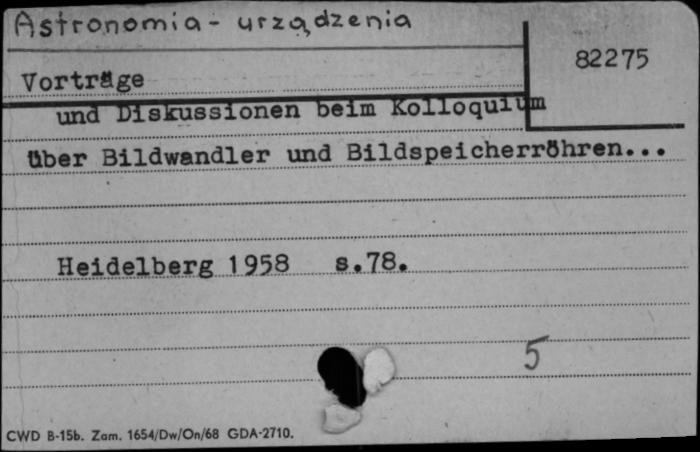 Astronomia - urządzenia
82275
Vorträge
und Diskussionen beim Kolloquium
über Bildwandler und Bildspeicherröhren...
Heidelberg 1958 s.78.
5
CWD B-15b. Zam. 1654/Dw/On/68 GDA-2710.